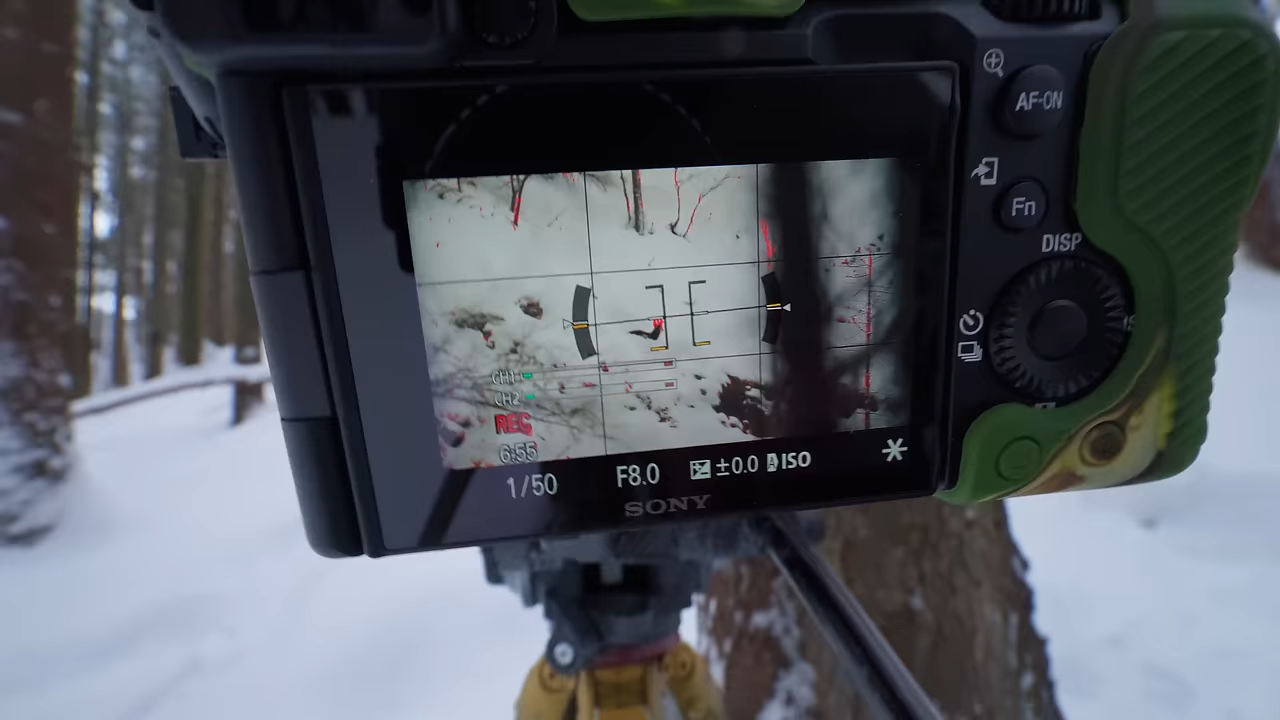 AF-ON
Fn
DISP
CH1
CH2
REC
6:55
1/50 F8.0 ±0.0 A ISO
SONY